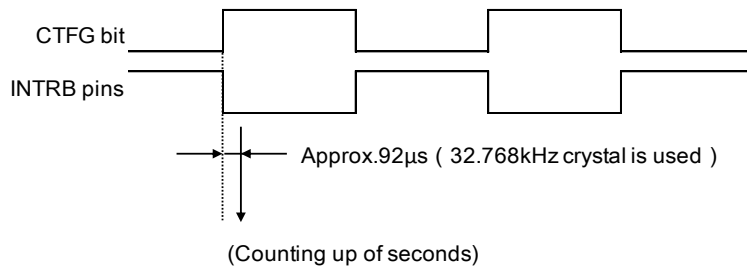 CTFG bit
INTRB pins
Approx.92μs ( 32.768kHz crystal is used )
(Counting up of seconds)